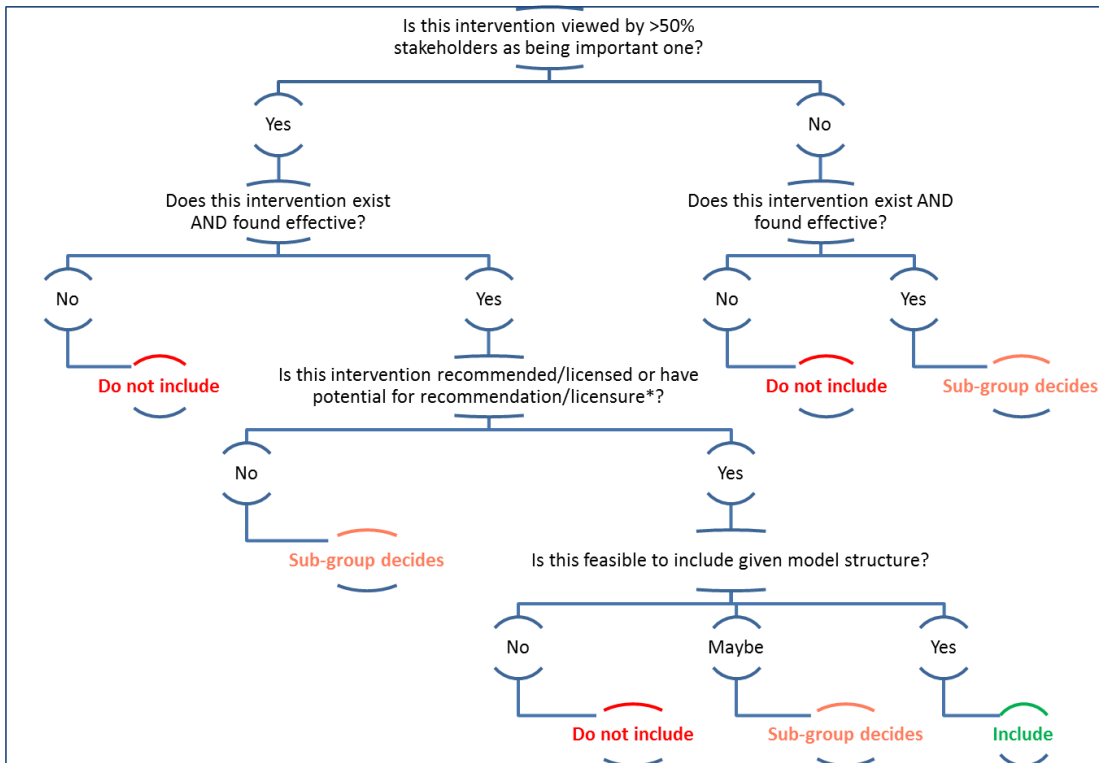 Is this intervention viewed by >50%
stakeholders as being important one?
Yes
No
Does this intervention exist
AND found effective?
Does this intervention exist AND
found effective?
No
Yes
No
Yes
Do not include
Is this intervention recommended/licensed or have
potential for recommendation/licensure*?
Do not include
Sub-group decides
No
Yes
Sub-group decides
Is this feasible to include given model structure?
No
Maybe
Yes
Do not include
Sub-group decides
Include